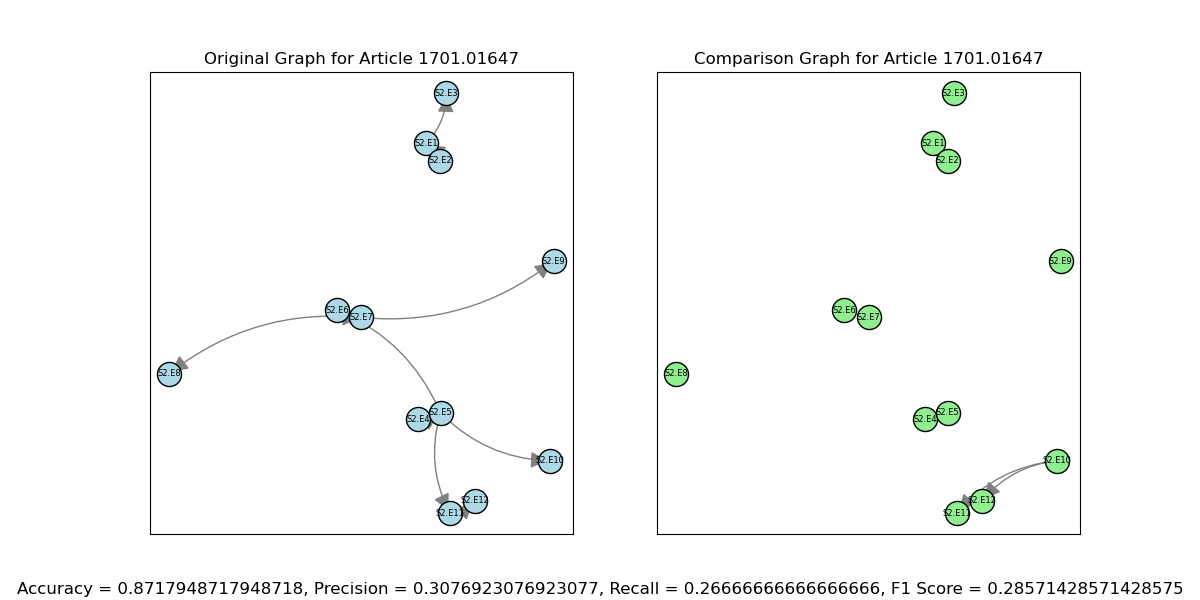 Original Graph for Article 1701.01647
S2.E3
S2.E1
S2.E2
S2.E9
S2.E6
S2.E7
S2.E8
S2.E5
S2.E4
S2.E10
S2.E12
S2.E11
Comparison Graph for Article 1701.01647
S2.E3
S2.E1
S2.E2
S2.E9
S2.E6
S2.E7
S2.E8
S2.E5
S2.E4
S2.E10
S2.E12
S2.E11
Accuracy = 0.8717948717948718, Precision = 0.3076923076923077, Recall = 0.26666666666666666, F1 Score = 0.28571428571428575